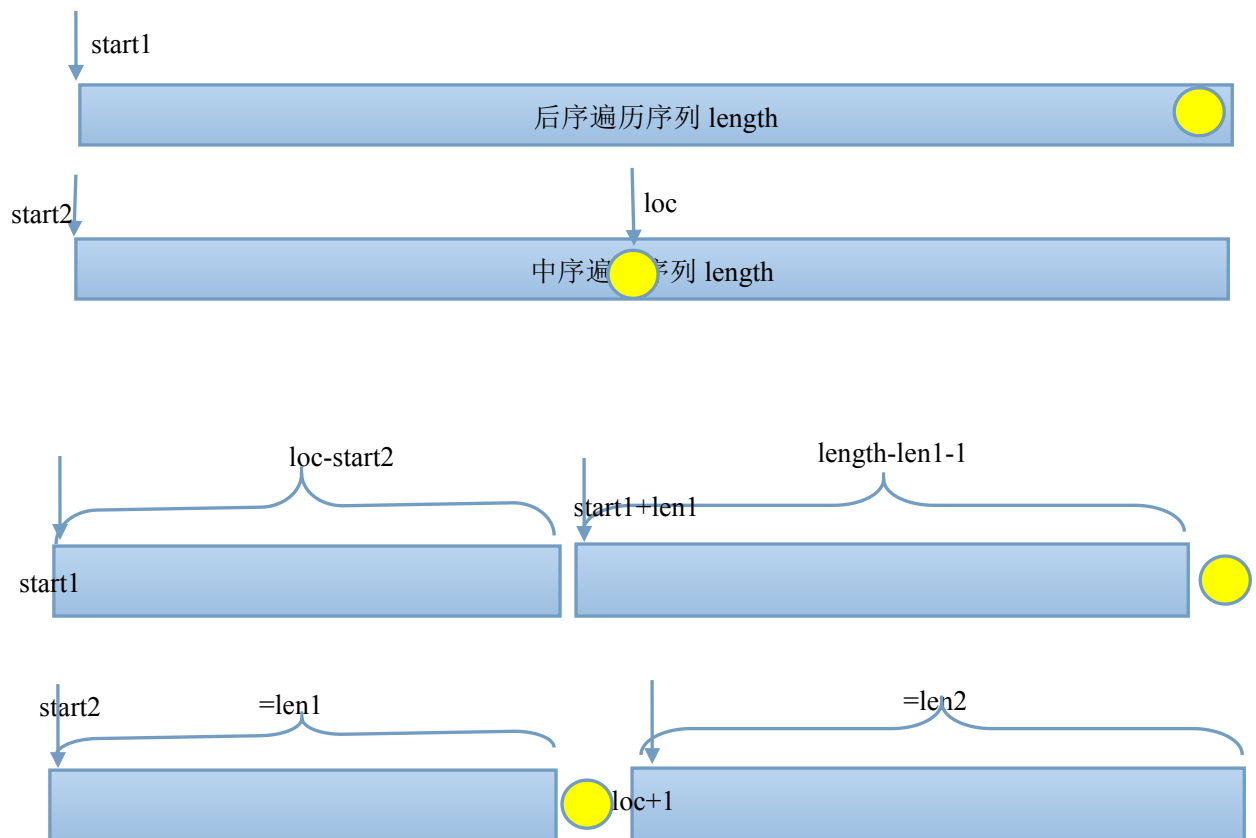 start1
后序遍历序列 length
start2
loc
中序遍 序列 length
loc-start2
length-len1-1
start1+len1
start1
start2
=len1
=len2
loc+1